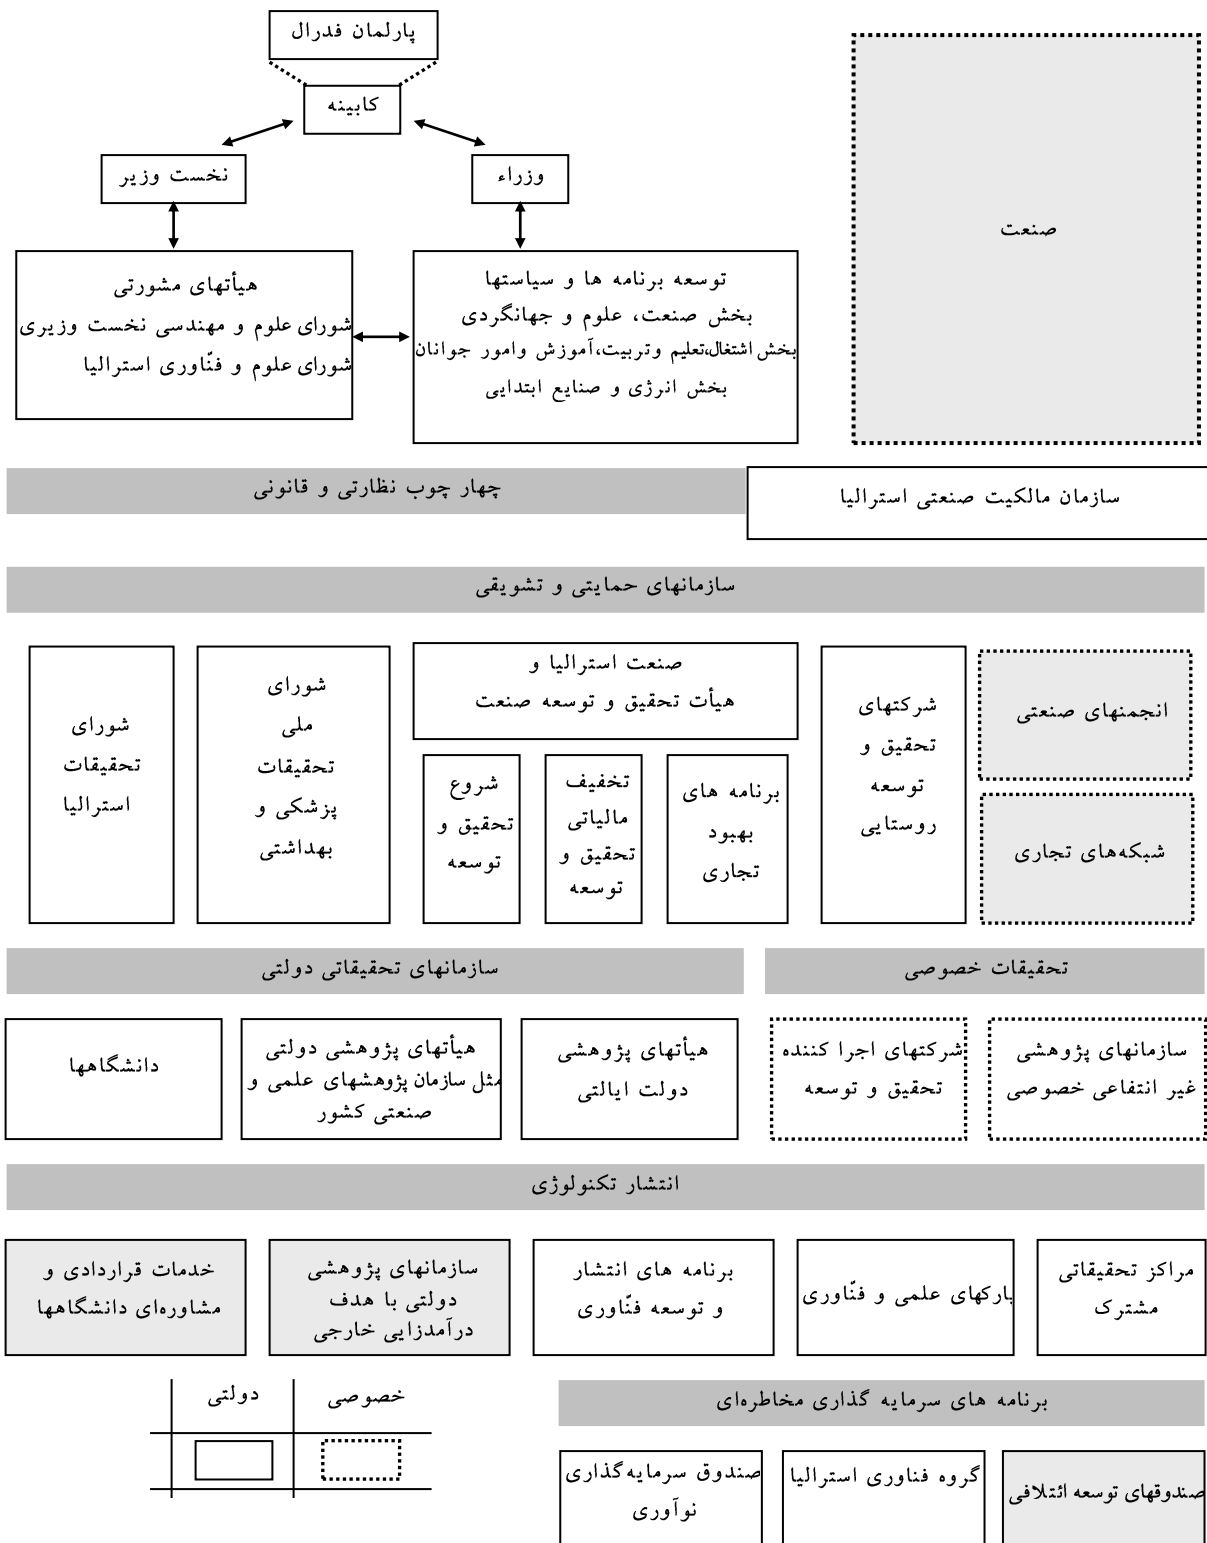 پارلمان فدرال
کابینه
وزراء
نخست وزیر
صنعت
توسعه برنامه ها و سیاستها
بخش صنعت، علوم و جهانگردی
بخش اشتغال،تعلیم وتربیت،آموزش وامور جوانان
بخش انرژی و صنایع ابتدایی
هیأتهای مشورتی
شورای علوم و مهندسی نخست وزیری
شورای علوم و فنّاوری استرالیا
سازمان مالکیت صنعتی استرالیا
چهار چوب نظارتی و قانونی
سازمانهای حمایتی و تشویقی
انجمنهای صنعتی
شبکه‌های تجاری
شرکتهای
تحقیق و
توسعه
روستایی
صنعت استرالیا و
هیأت تحقیق و توسعه صنعت
برنامه های
بهبود
تجاری
تخفیف
مالیاتی
تحقیق و
توسعه
شروع
تحقیق و
توسعه
شورای
ملی
تحقیقات
پزشکی و
بهداشتی
شورای
تحقیقات
استرالیا
تحقیقات خصوصی
سازمانهای تحقیقاتی دولتی
سازمانهای پژوهشی
غیر انتفاعی خصوصی
شرکتهای اجرا کننده
تحقیق و توسعه
هیأتهای پژوهشی
دولت ایالتی
هیأتهای پژوهشی دولتی
مثل سازمان پژوهشهای علمی و
صنعتی کشور
دانشگاهها
انتشار تکنولوژی
مراکز تحقیقاتی
مشترک
پارکهای علمی و فنّاوری
برنامه های انتشار
و توسعه فنّاوری
سازمانهای پژوهشی
دولتی با هدف
درآمدزایی خارجی
خدمات قراردادی و
مشاوره‌ای دانشگاهها
برنامه های سرمایه گذاری مخاطره‌ای
صندوقهای توسعه ائتلافی
گروه فناوری استرالیا
صندوق سرمایه‌گذاری
نوآوری
خصوصی
دولتی